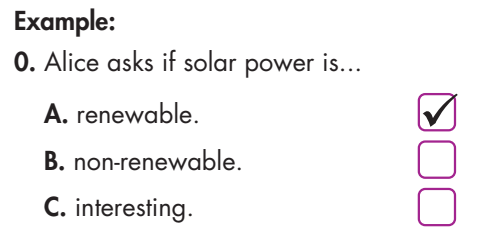 Example:
0. Alice asks if solar power is...
A. renewable.
B. non-renewable.
C. interesting.